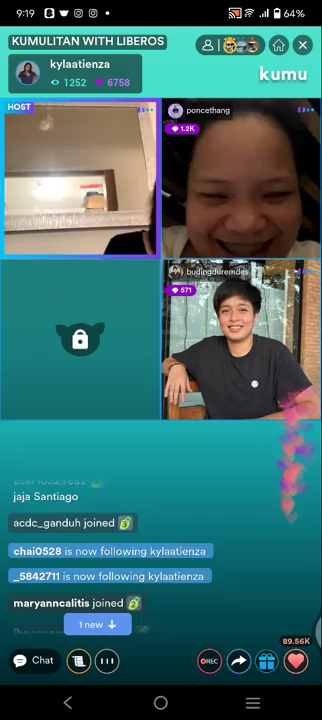 9:19
64%
KUMULITAN WITH LIBEROS
kylaatienza
1252 6758
kumu
HOST
poncethang
1.2K
budingduremdes
571
jaja Santiago
acdc_ganduh joined
chai0528 is now following kylaatienza
_5842711 is now following kylaatienza
maryanncalitis joined
1 new
89.56K
Chat
REC